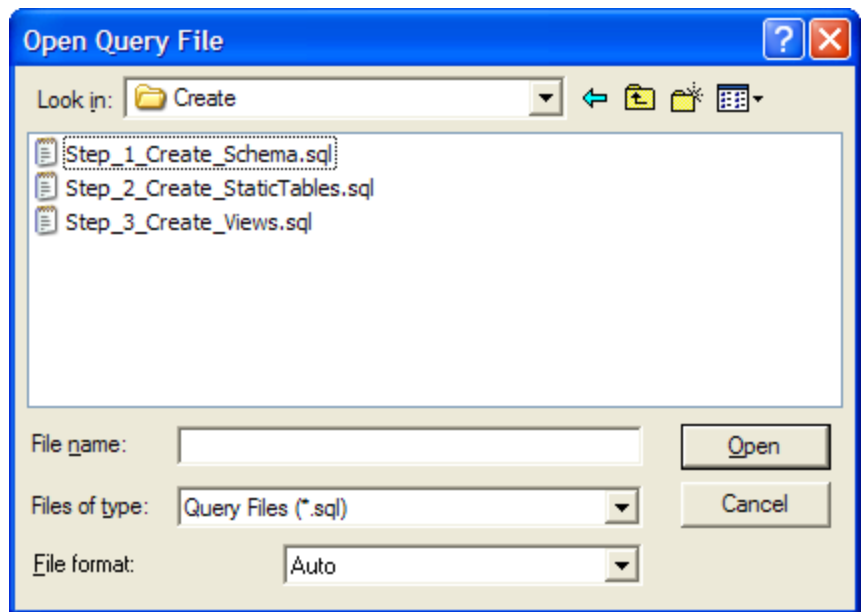 Open Query File
Look in: Create
Step_1_Create_Schema.sql
Step_2_Create_StaticTables.sql
Step_3_Create_Views.sql
File name:
Open
Files of type: Query Files (*.sql)
Cancel
File format: Auto